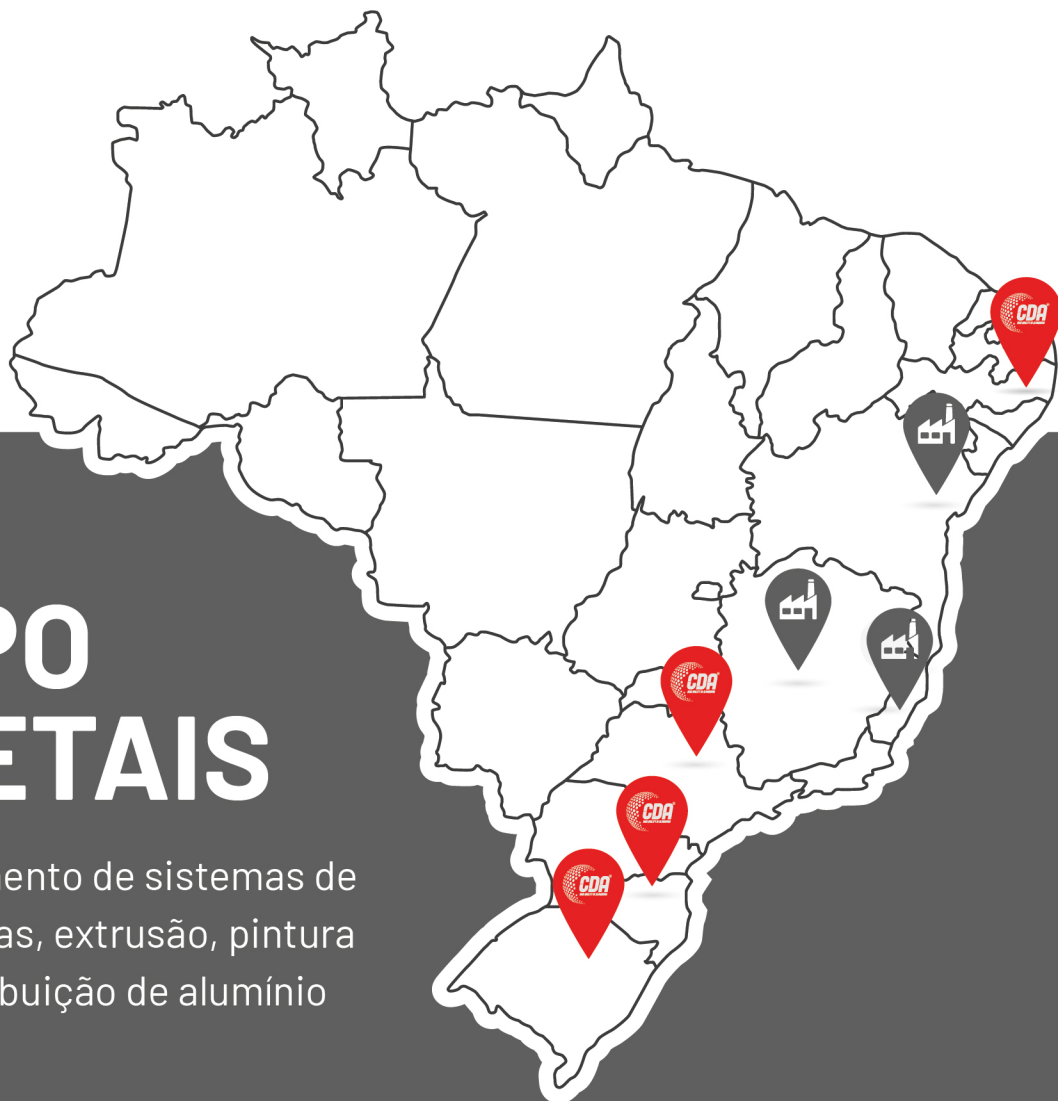 CDA
CDA
CDA
CDA
PO
ETAIS
ento de sistemas de
as, extrusão, pintura
buição de alumínio